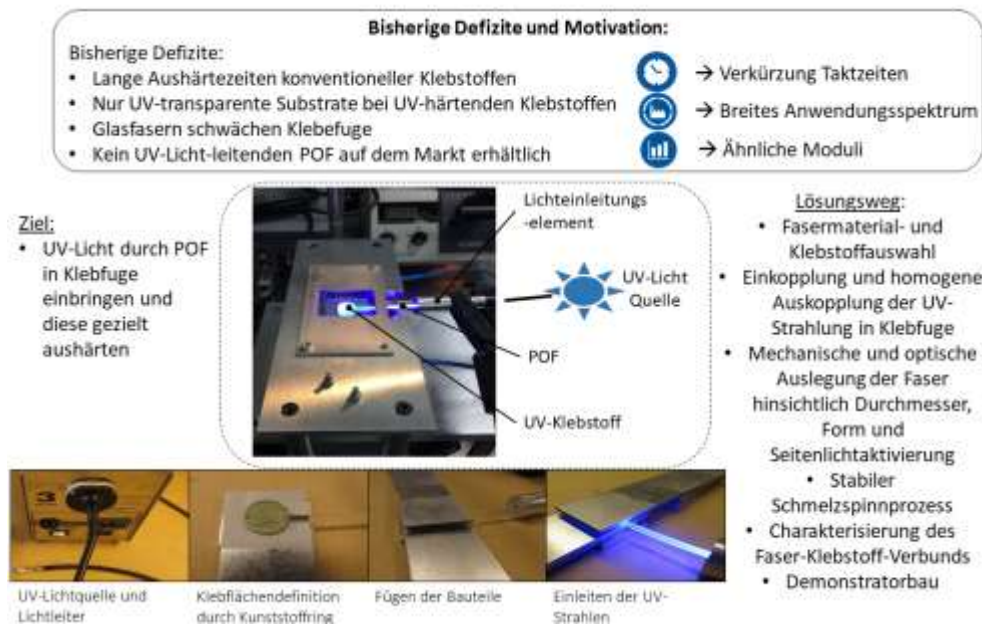 Bisherige Defizite und Motivation:
Bisherige Defizite:
• Lange Aushärtezeiten konventioneller Klebstoffen
• Nur UV-transparente Substrate bei UV-härtenden Klebstoffen
• Glasfasern schwächen Klebefuge
• Kein UV-Licht-leitenden POF auf dem Markt erhältlich
→ Verkürzung Taktzeiten
→ Breites Anwendungsspektrum
→ Ähnliche Moduli
Ziel:
• UV-Licht durch POF
in Klebfuge
einbringen und
diese gezielt
aushärten
Lichteinleitungs
-element
UV-Licht
Quelle
POF
UV-Klebstoff
Lösungsweg:
• Fasermaterial- und
Klebstoffauswahl
• Einkopplung und homogene
Auskopplung der UV-
Strahlung in Klebfuge
• Mechanische und optische
Auslegung der Faser
hinsichtlich Durchmesser,
Form und
Seitenlichtaktivierung
• Stabiler
Schmelzspinnprozess
• Charakterisierung des
Faser-Klebstoff-Verbunds
• Demonstratorbau
3
UV-Lichtquelle und
Lichtleiter
Klebflächendefinition
durch Kunststoffring
Fügen der Bauteile
Einleiten der UV-
Strahlen